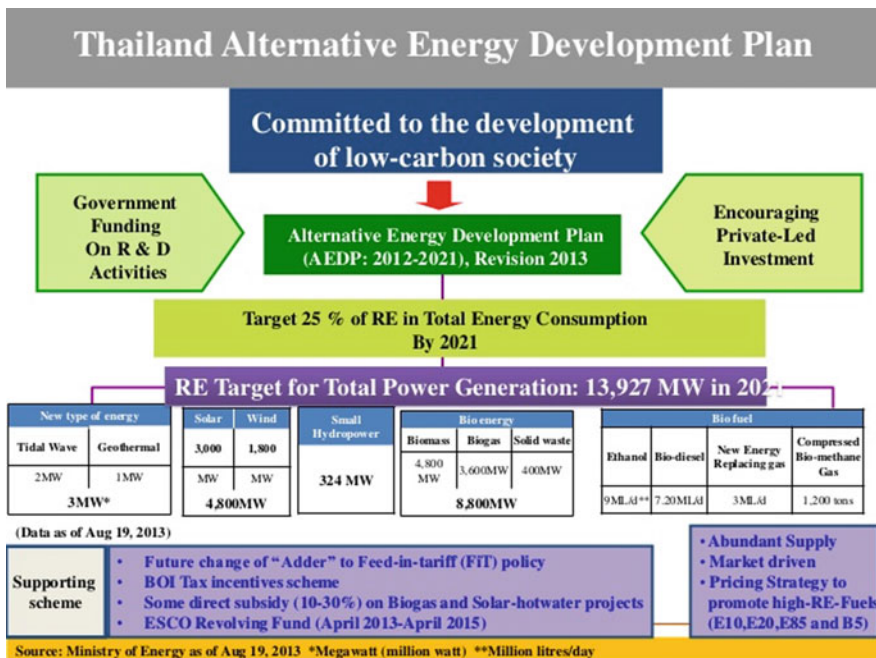 Thailand Alternative Energy Development Plan
Committed to the development
of low-carbon society
Government
Funding
On R & D
Activities
Alternative Energy Development Plan
(AEDP: 2012-2021), Revision 2013
Encouraging
Private-Led
Investment
Target 25 % of RE in Total Energy Consumption
By 2021
RE Target for Total Power Generation: 13,927 MW in 2021
New type of energy
Tidal Wave
Geothermal
2MW
1MW
3MW*
Solar
Wind
3,000
1,800
MW
MW
4,800MW
Small
Hydropower
324 MW
Bio energy
Biomass
Biogas
Solid waste
4,800
MW
3,600MW
400MW
8,800MW
Bio fuel
Ethanol
Bio-diesel
New Energy
Replacing gas
Compressed
Bio-methane
Gas
9ML/d**
7.20ML/d
3ML/d
1,200 tons
(Data as of Aug 19, 2013)
Supporting
scheme
• Future change of “Adder” to Feed-in-tariff (FiT) policy
• BOI Tax incentives scheme
• Some direct subsidy (10-30%) on Biogas and Solar-hotwater projects
• ESCO Revolving Fund (April 2013-April 2015)
• Abundant Supply
• Market driven
• Pricing Strategy to
promote high-RE-Fuels
(E10,E20,E85 and B5)
Source: Ministry of Energy as of Aug 19, 2013 *Megawatt (million watt) **Million litres/day